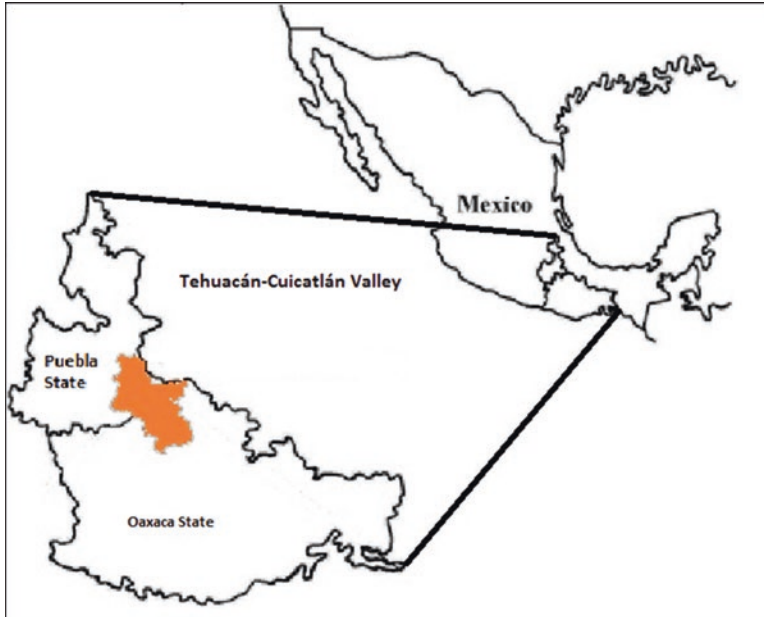 Mexico
Tehuacán-Cuicatlán Valley
Puebla
State
Oaxaca State